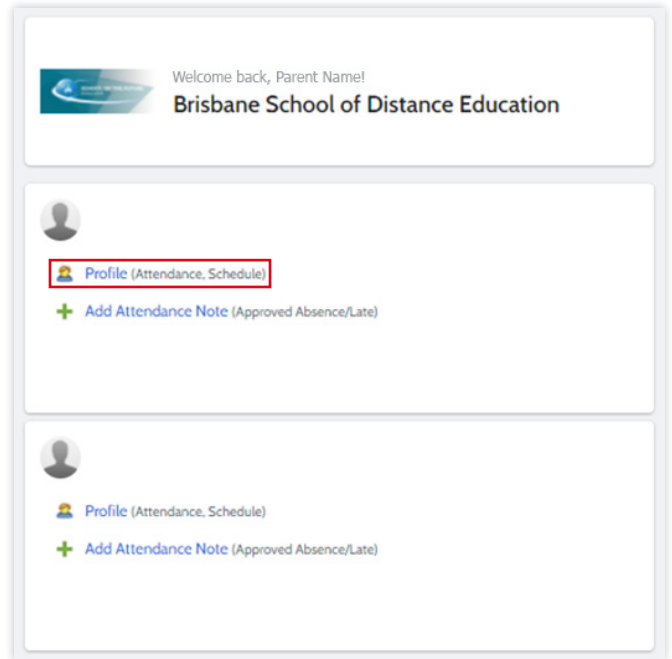 Welcome back, Parent Name!
Brisbane School of Distance Education
Profile (Attendance, Schedule)
Add Attendance Note (Approved Absence/Late)
Profile (Attendance, Schedule)
Add Attendance Note (Approved Absence/Late)